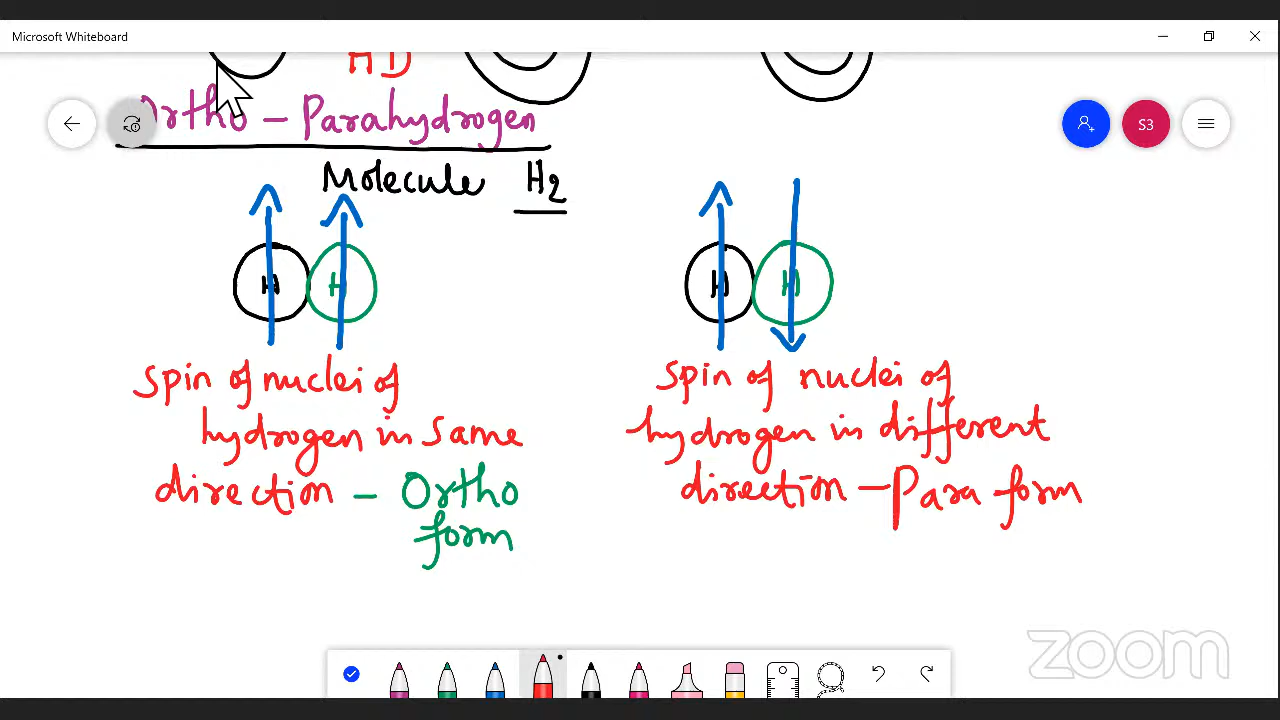 Microsoft Whiteboard
HD
Ortho - Parahydrogen
S3
Molecule H2
H H
H H
Spin of nuclei of
hydrogen in same
direction - Ortho
form
Spin of nuclei of
hydrogen in different
direction - Para form
zoom